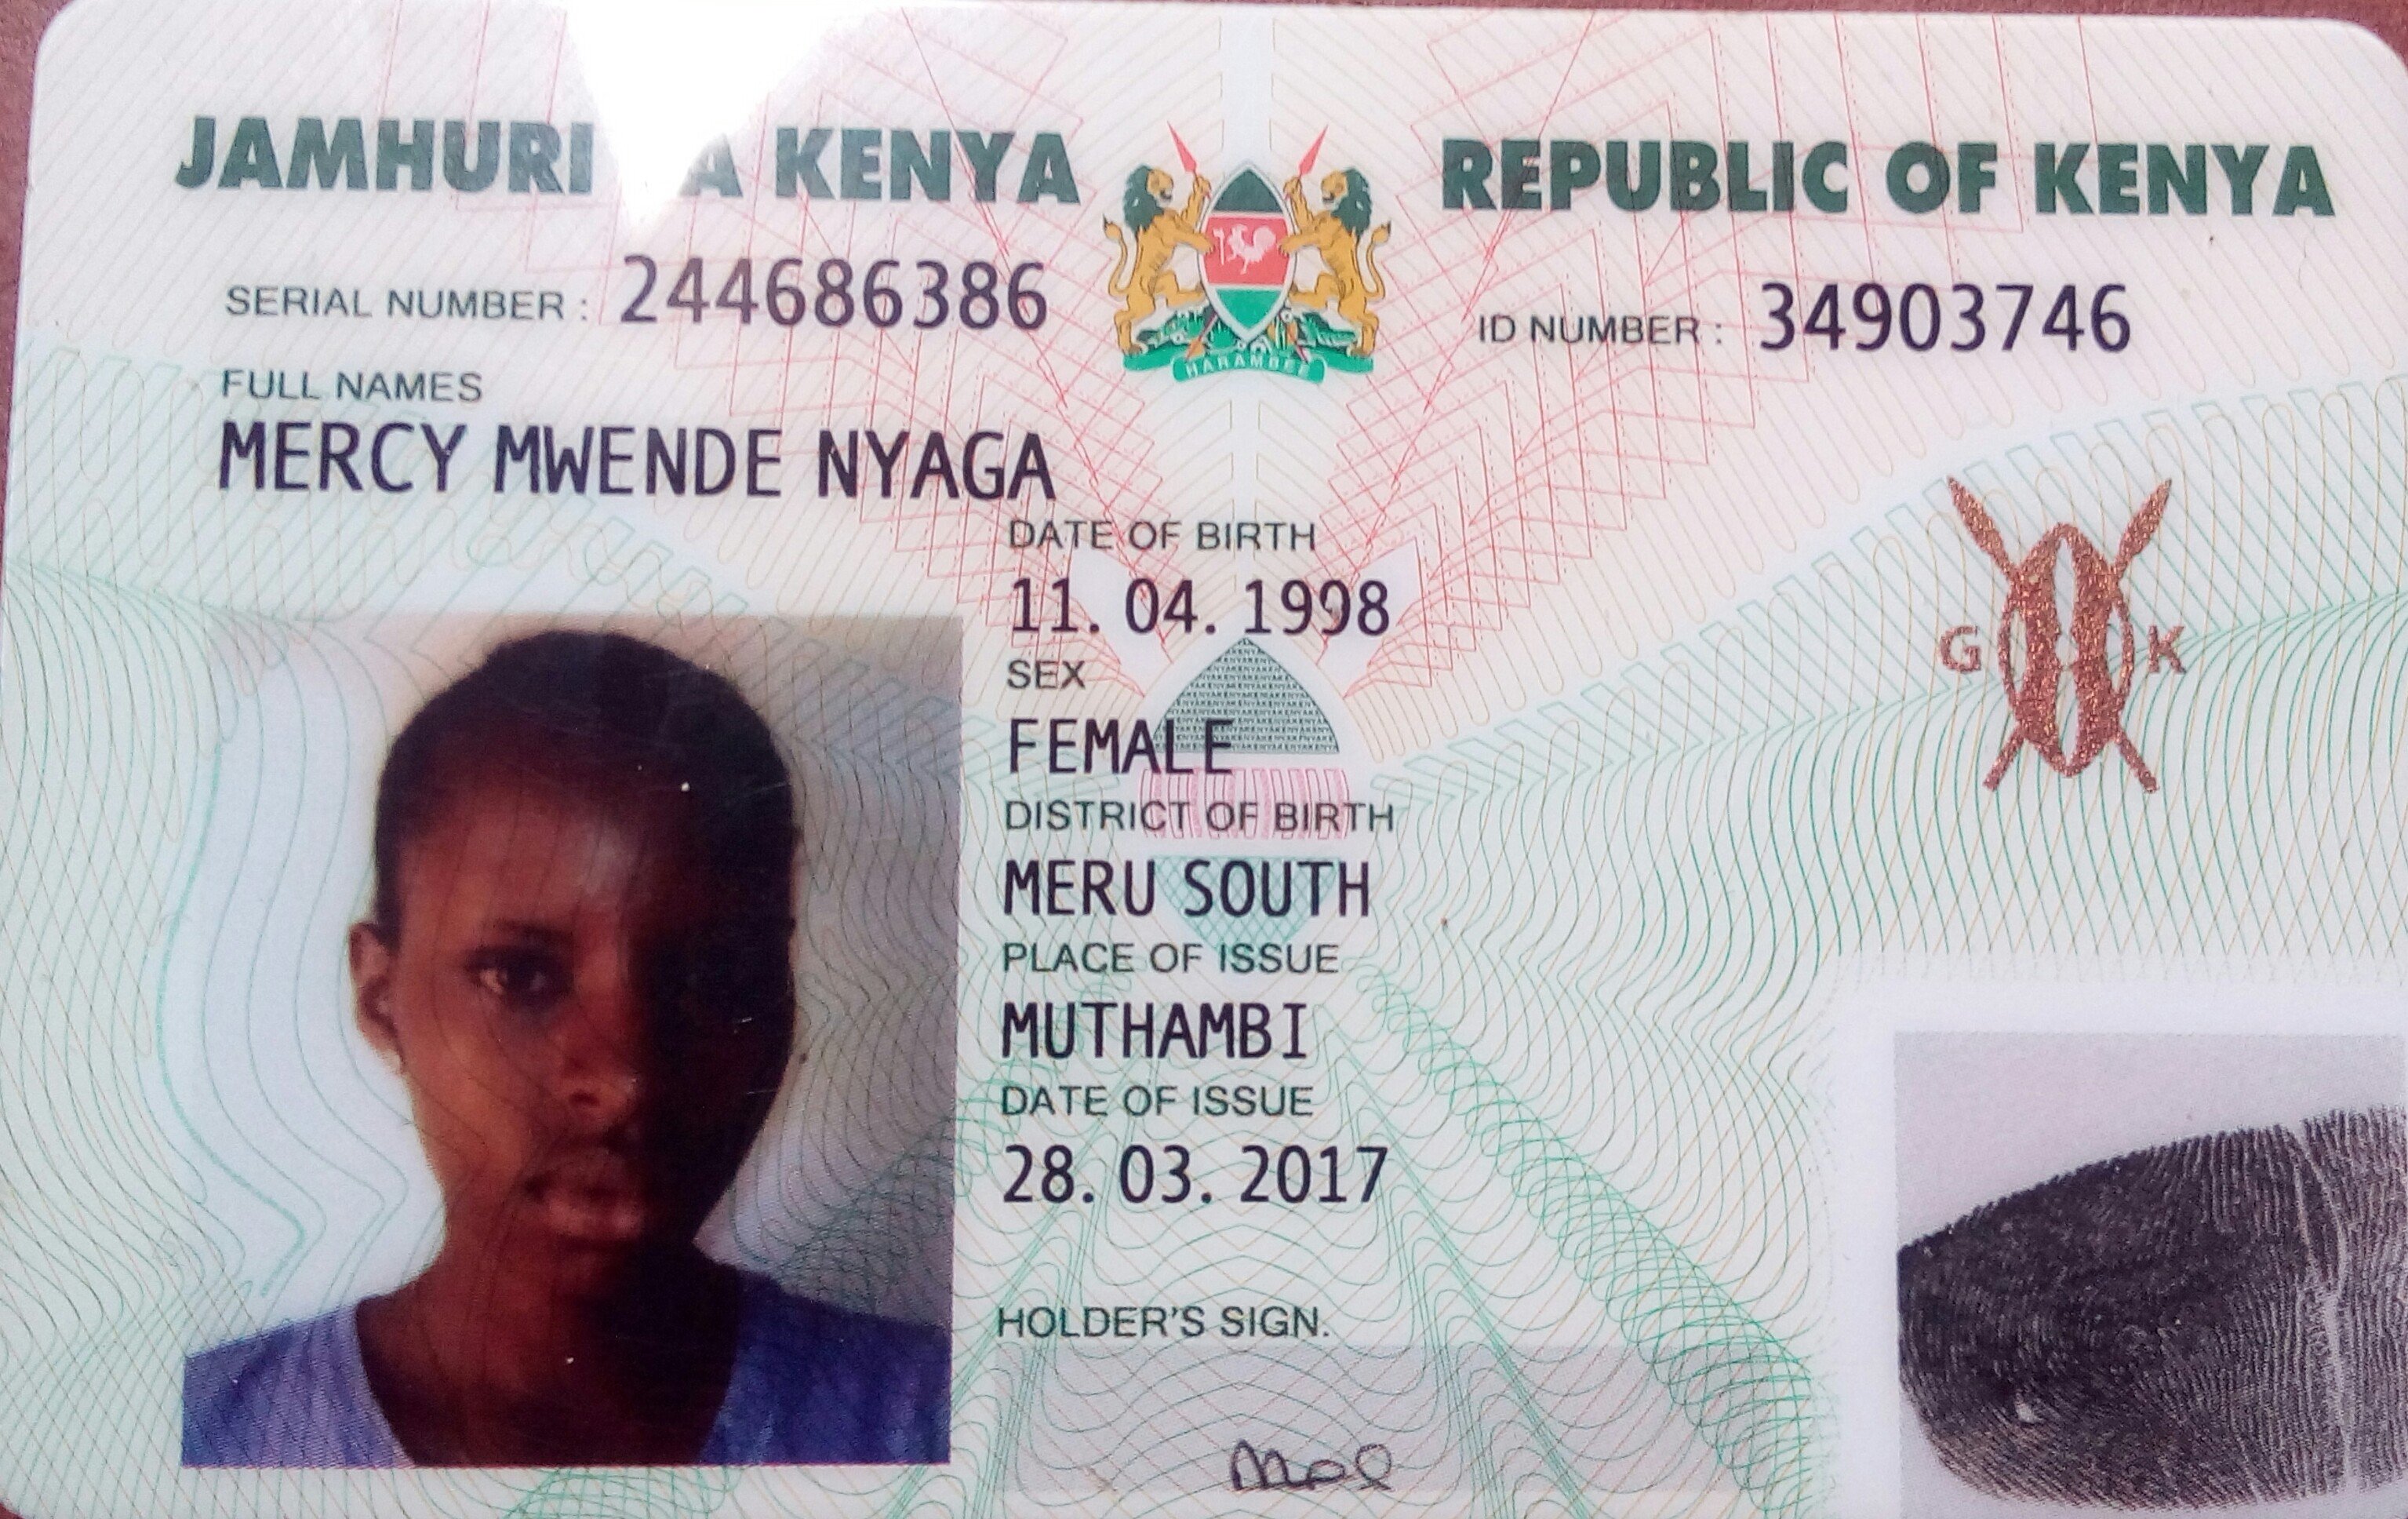 JAMHURI A KENYA
REPUBLIC OF KENYA
SERIAL NUMBER : 244686386
ID NUMBER : 34903746
HARAMBEE
FULL NAMES
MERCY MWENDE NYAGA
DATE OF BIRTH
11. 04. 1998
SEX
FEMALE
G K
DISTRICT OF BIRTH
MERU SOUTH
PLACE OF ISSUE
MUTHAMBI
DATE OF ISSUE
28. 03. 2017
HOLDER'S SIGN.